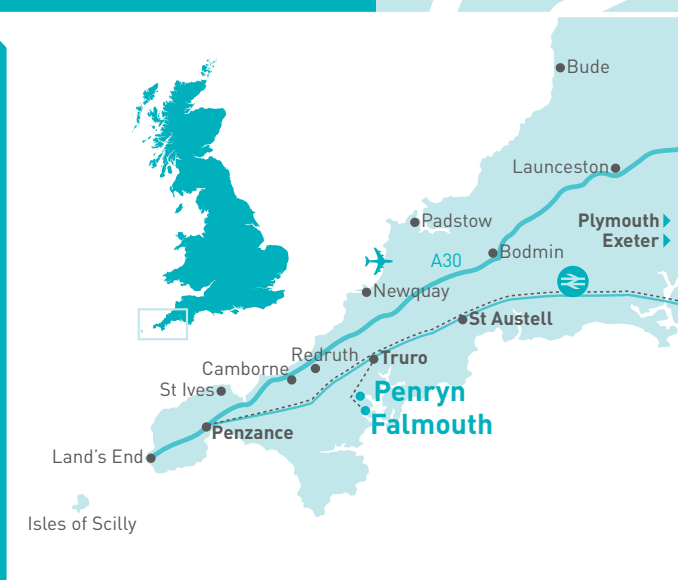 Bude
Launceston
Padstow
Plymouth
Exeter
A30
Bodmin
Newquay
St Austell
Redruth
Truro
Camborne
St Ives
Penryn
Falmouth
Penzance
Land's End
Isles of Scilly